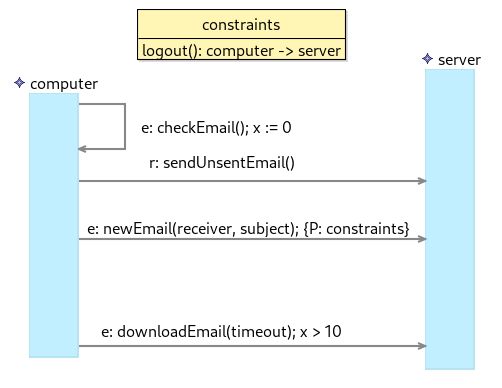 constraints
logout(): computer -> server
server
computer
e: checkEmail(); x := 0
r: sendUnsentEmail()
e: newEmail(receiver, subject); {P: constraints}
e: downloadEmail(timeout); x > 10